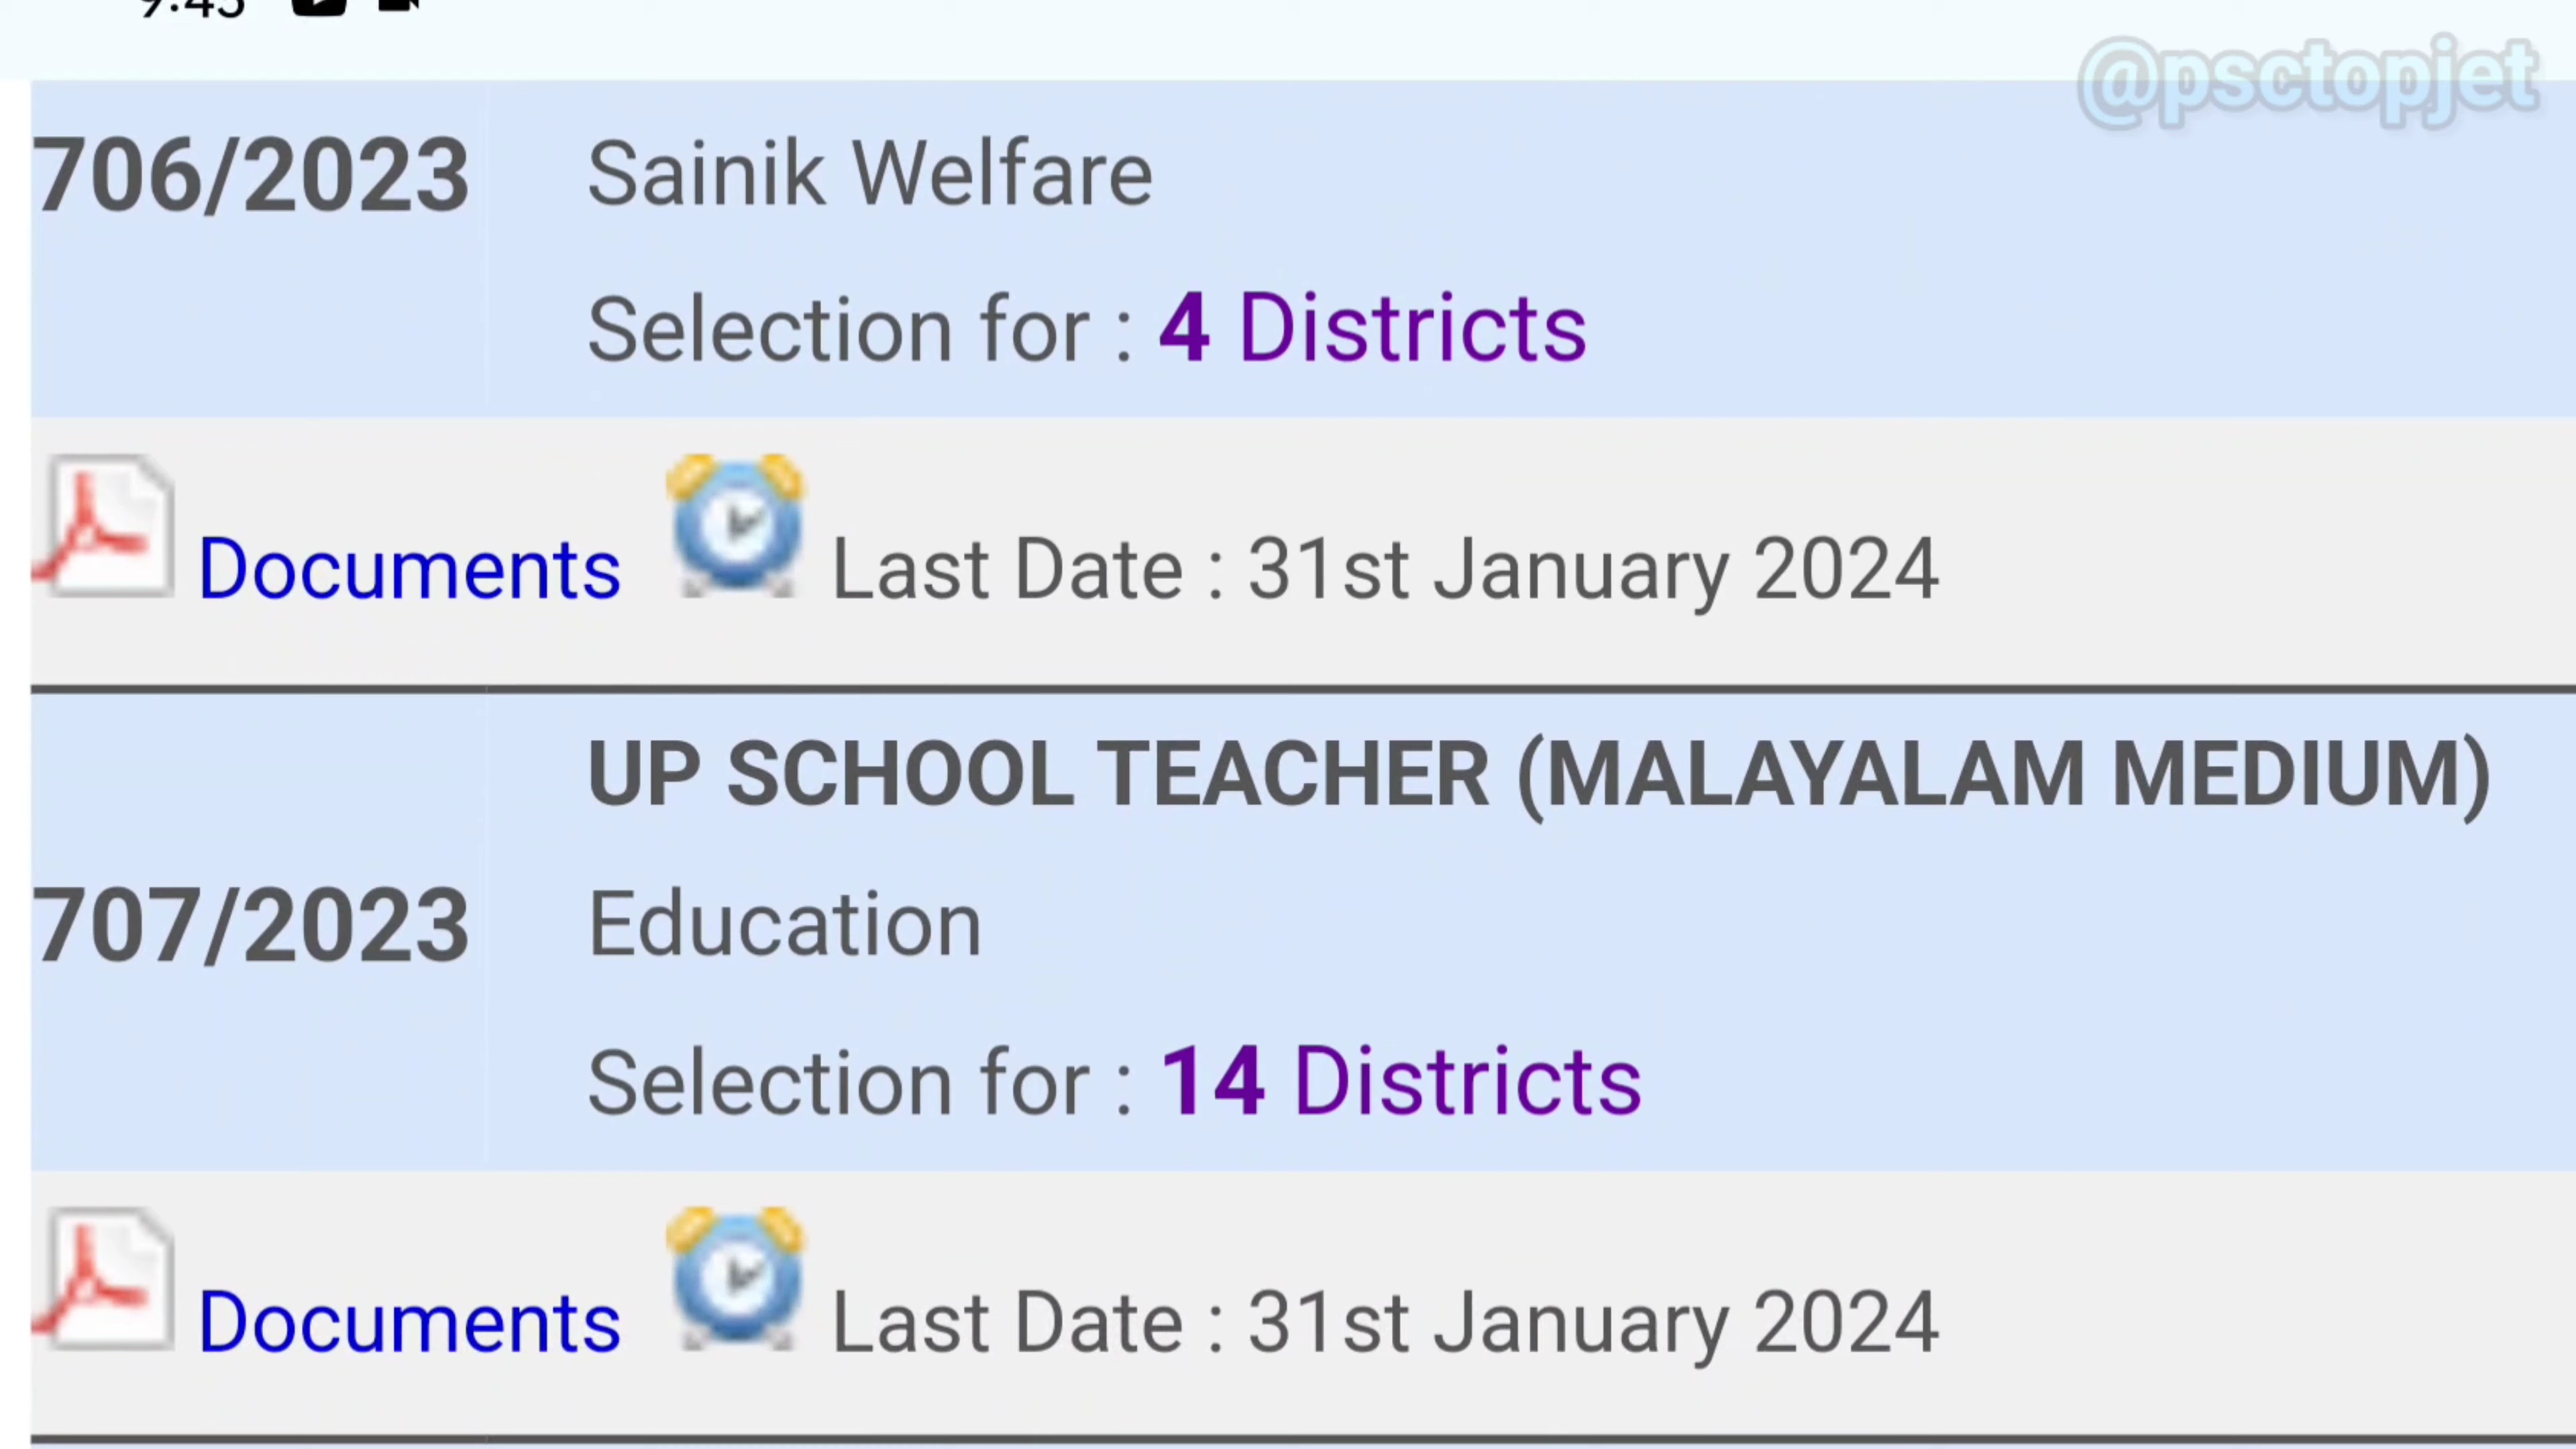 @psctopjet
706/2023
Sainik Welfare
Selection for : 4 Districts
Documents Last Date : 31st January 2024
UP SCHOOL TEACHER (MALAYALAM MEDIUM)
707/2023
Education
Selection for : 14 Districts
Documents Last Date : 31st January 2024